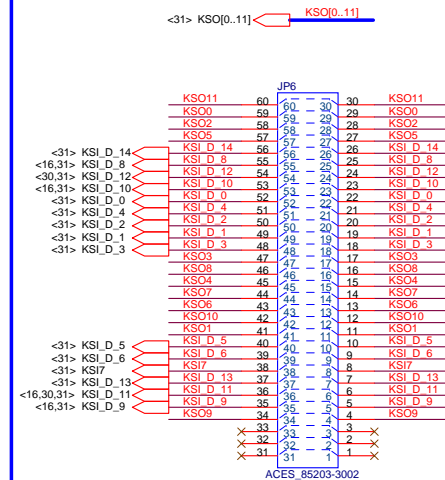 <31> KSO[0..11] KSO[0..11]
JP6
KSO11 60 60 30 30 KSO11
KSO0 59 59 29 29 KSO0
KSO2 58 58 28 28 KSO2
KSO5 57 57 27 27 KSO5
<31> KSI_D_14 KSI_D_14 56 56 26 26 KSI_D_14
<16,31> KSI_D_8 KSI_D_8 55 55 25 25 KSI_D_8
<30,31> KSI_D_12 KSI_D_12 54 54 24 24 KSI_D_12
<16,31> KSI_D_10 KSI_D_10 53 53 23 23 KSI_D_10
<31> KSI_D_0 KSI_D_0 52 52 22 22 KSI_D_0
<31> KSI_D_4 KSI_D_4 51 51 21 21 KSI_D_4
<31> KSI_D_2 KSI_D_2 50 50 20 20 KSI_D_2
<31> KSI_D_1 KSI_D_1 49 49 19 19 KSI_D_1
<31> KSI_D_3 KSI_D_3 48 48 18 18 KSI_D_3
KSO3 47 47 17 17 KSO3
KSO8 46 46 16 16 KSO8
KSO4 45 45 15 15 KSO4
KSO7 44 44 14 14 KSO7
KSO6 43 43 13 13 KSO6
KSO10 42 42 12 12 KSO10
KSO1 41 41 11 11 KSO1
<31> KSI_D_5 KSI_D_5 40 40 10 10 KSI_D_5
<31> KSI_D_6 KSI_D_6 39 39 9 9 KSI_D_6
<31> KSI7 KSI7 38 38 8 8 KSI7
<31> KSI_D_13 KSI_D_13 37 37 7 7 KSI_D_13
<16,30,31> KSI_D_11 KSI_D_11 36 36 6 6 KSI_D_11
<16,31> KSI_D_9 KSI_D_9 35 35 5 5 KSI_D_9
KSO9 34 34 4 4 KSO9
33 33 3 3
32 32 2 2
31 31 1 1
ACES_85203-3002